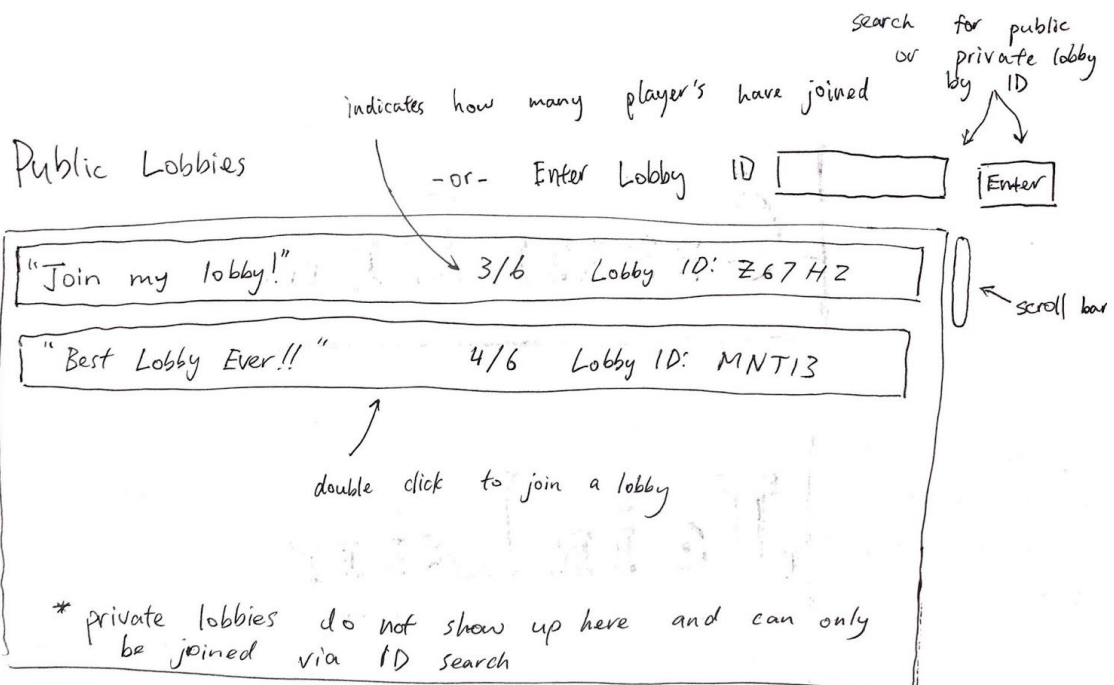 search for public
or private lobby
by ID
indicates how many player's have joined
Public Lobbies -or- Enter Lobby ID Enter
"Join my lobby!" 3/6 Lobby ID: Z67HZ
scroll bar
"Best Lobby Ever!!" 4/6 Lobby ID: MNT13
double click to join a lobby
* private lobbies do not show up here and can only
be joined via ID search